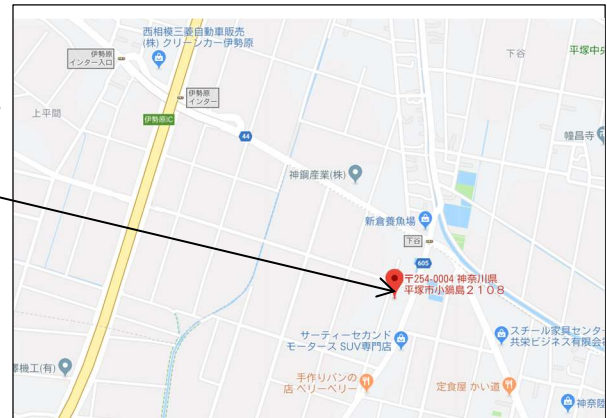 西相模三菱自動車販売
(株) クリーンカー伊勢原
伊勢原
インター入口
下谷
平塚中央
伊勢原
インター
上平間
伊勢原IC
44
幢昌寺
神鋼産業(株)
新倉養魚場
下谷
605
〒254-0004 神奈川県
平塚市小鍋島2108
サーティーセカンド
モータース SUV専門店
スチール家具センター
共栄ビジネス有限会社
機工(有)
手作りパンの
店 ベリーベリー
定食屋 かい道
神奈